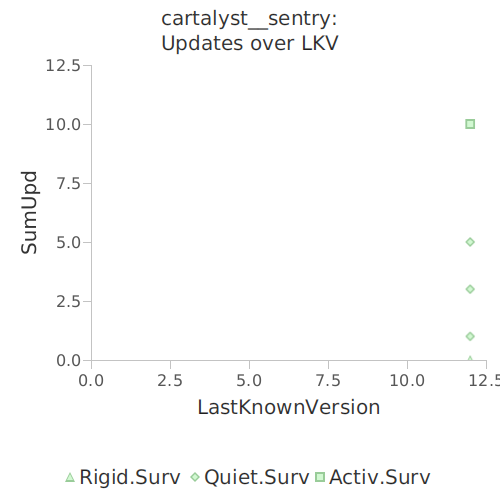 cartalyst__sentry:
Updates over LKV
12.5
10.0
7.5
5.0
2.5
0.0
SumUpd
0.0 2.5 5.0 7.5 10.0 12.5
LastKnownVersion
Rigid.Surv Quiet.Surv Activ.Surv